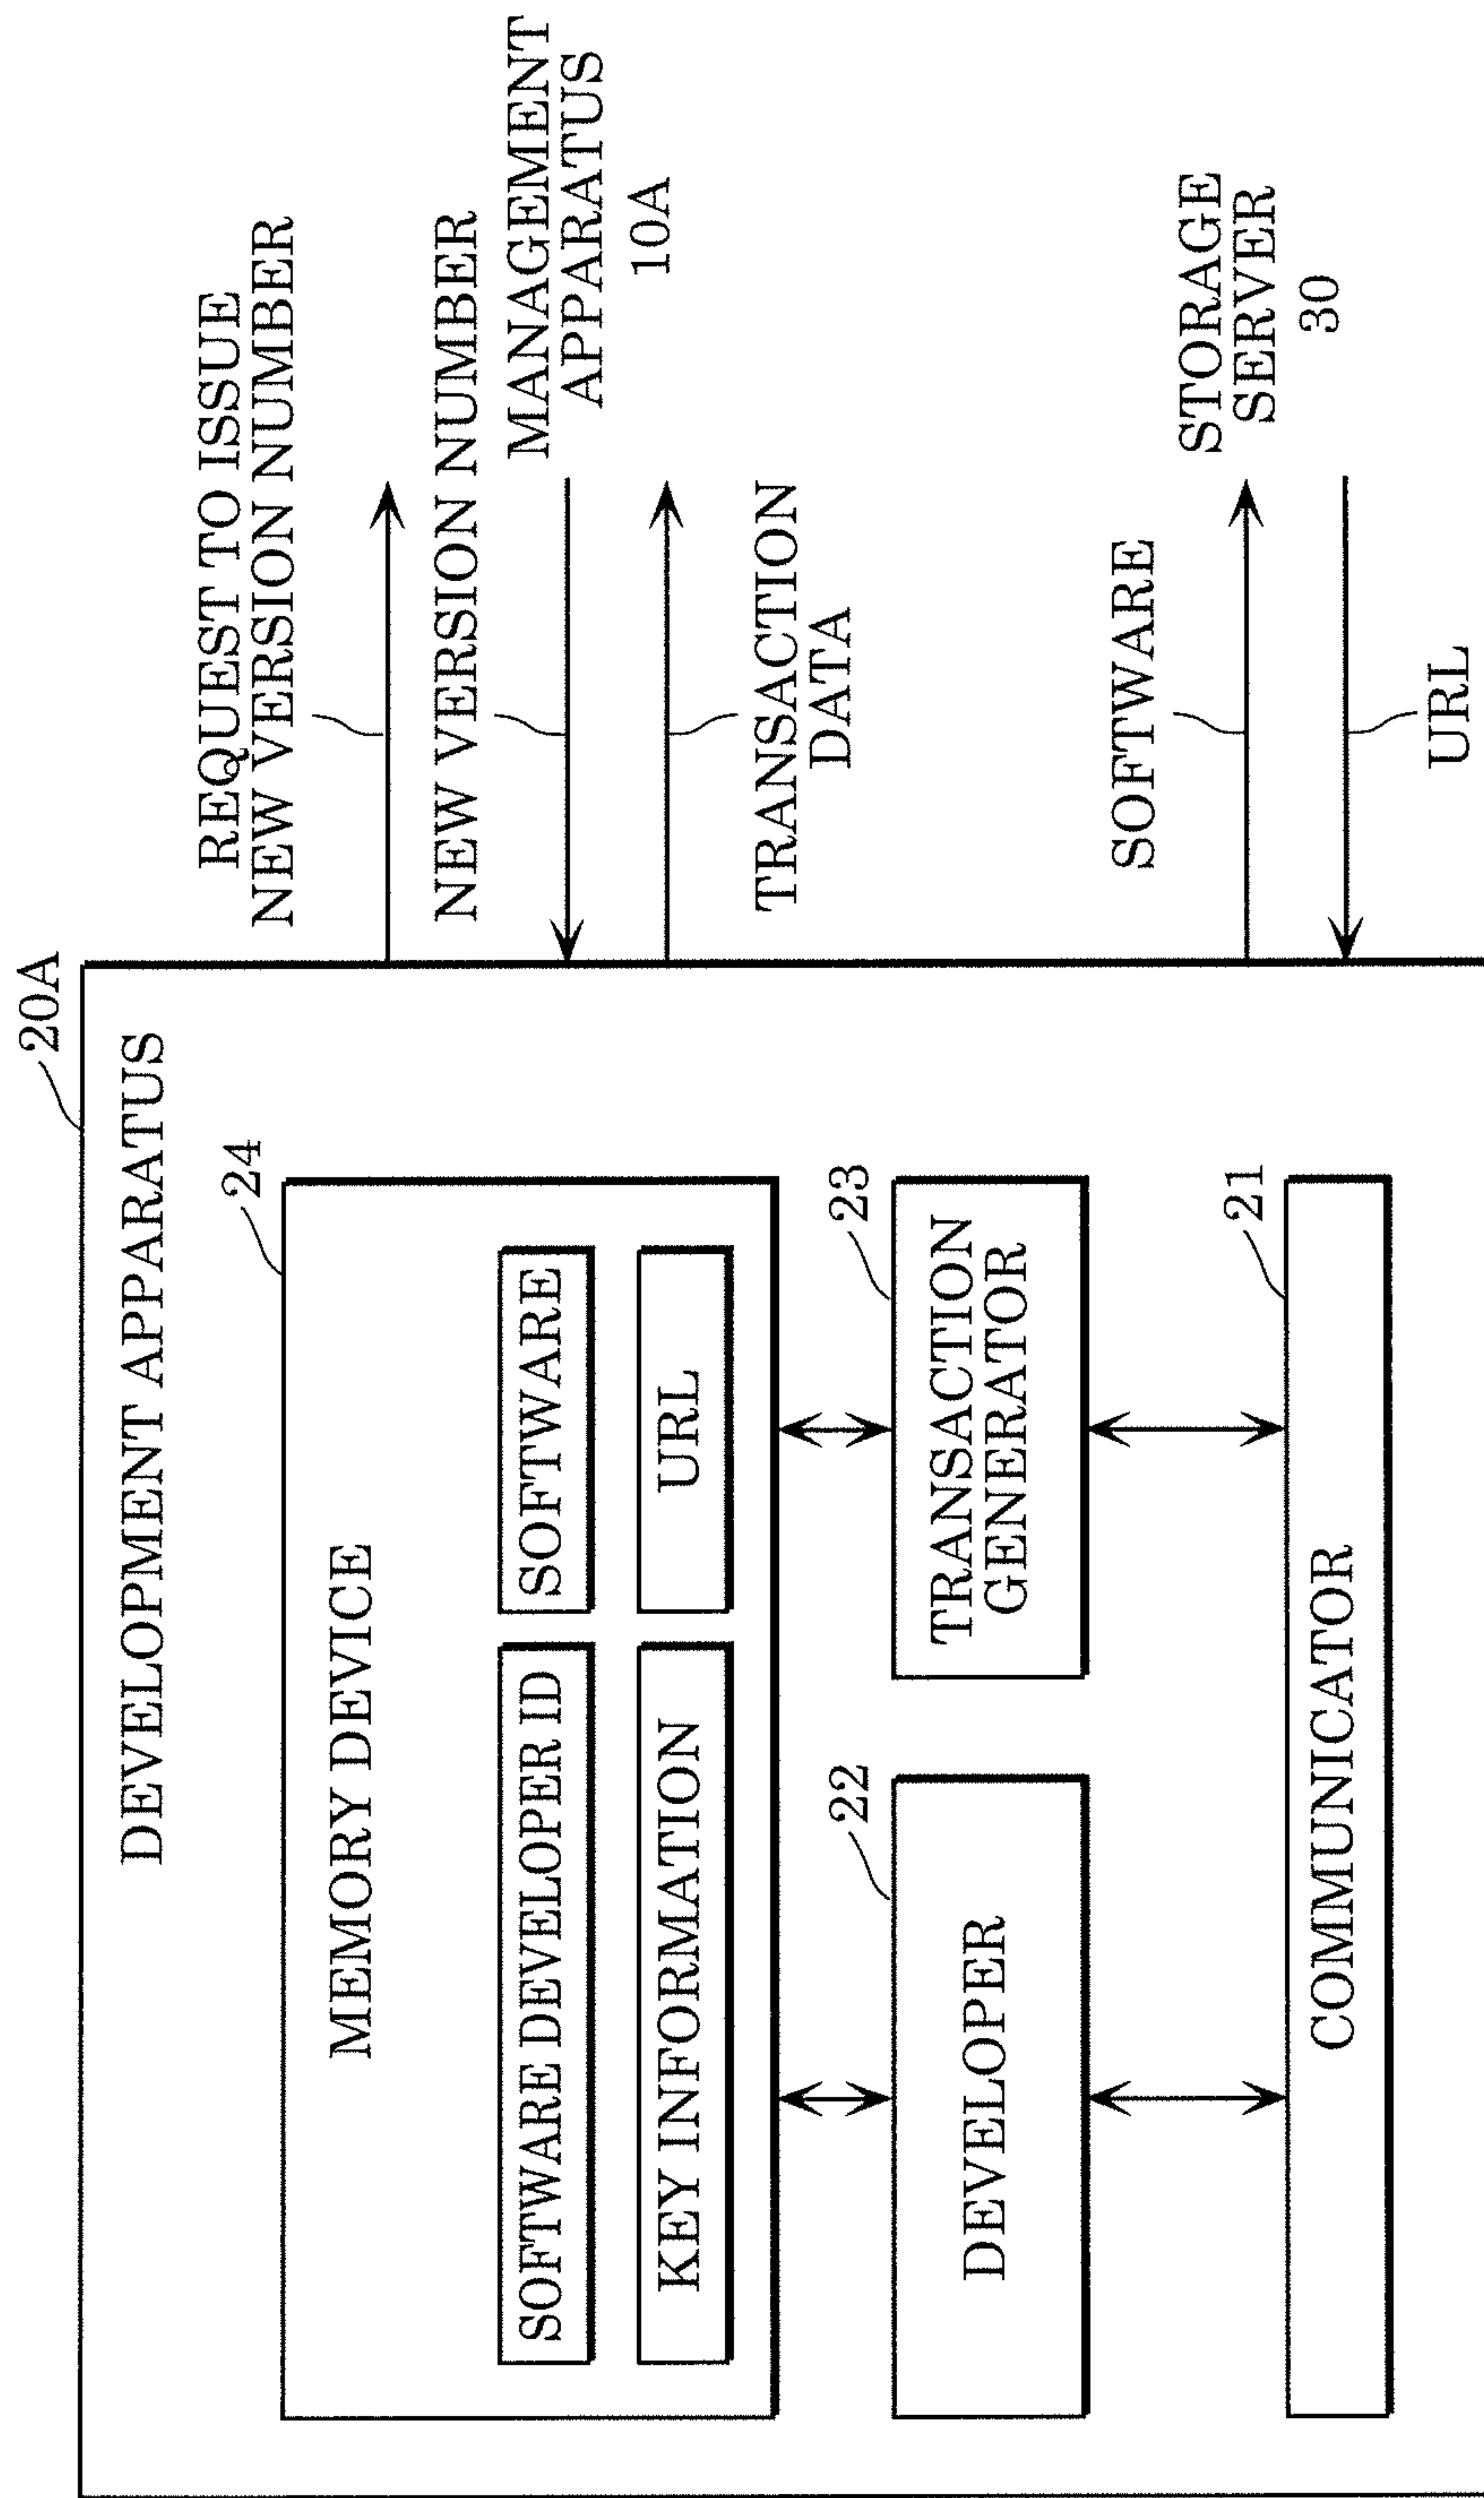 20A
DEVELOPMENT APPARATUS
24
MEMORY DEVICE
SOFTWARE DEVELOPER ID
SOFTWARE
KEY INFORMATION
URL
22
DEVELOPER
23
TRANSACTION
GENERATOR
21
COMMUNICATOR
REQUEST TO ISSUE
NEW VERSION NUMBER
NEW VERSION NUMBER
MANAGEMENT
APPARATUS
10A
TRANSACTION
DATA
SOFTWARE
STORAGE
SERVER
30
URL